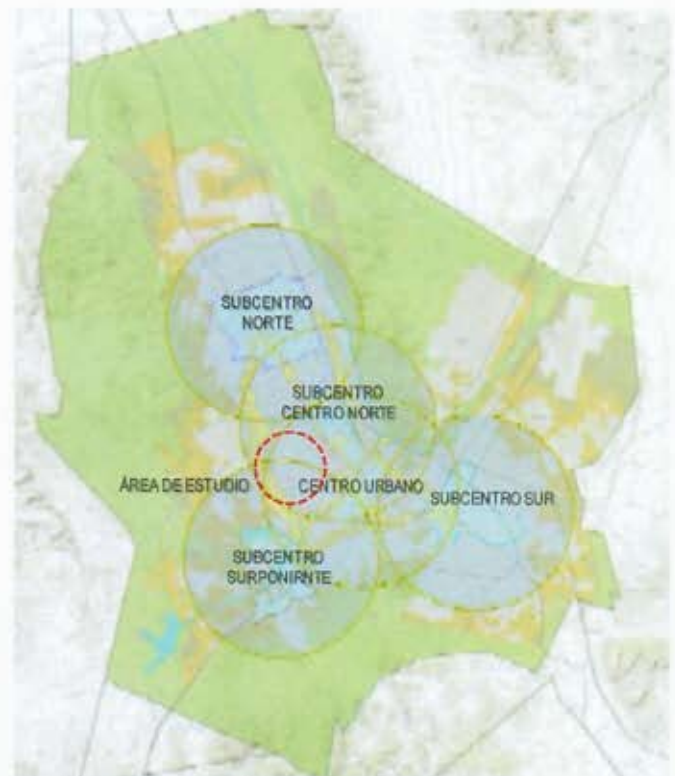 SUBCENTRO
NORTE
SUBCENTRO
CENTRO NORTE
ÁREA DE ESTUDIO
CENTRO URBANO
SUBCENTRO SUR
SUBCENTRO
SURPONIRNTE